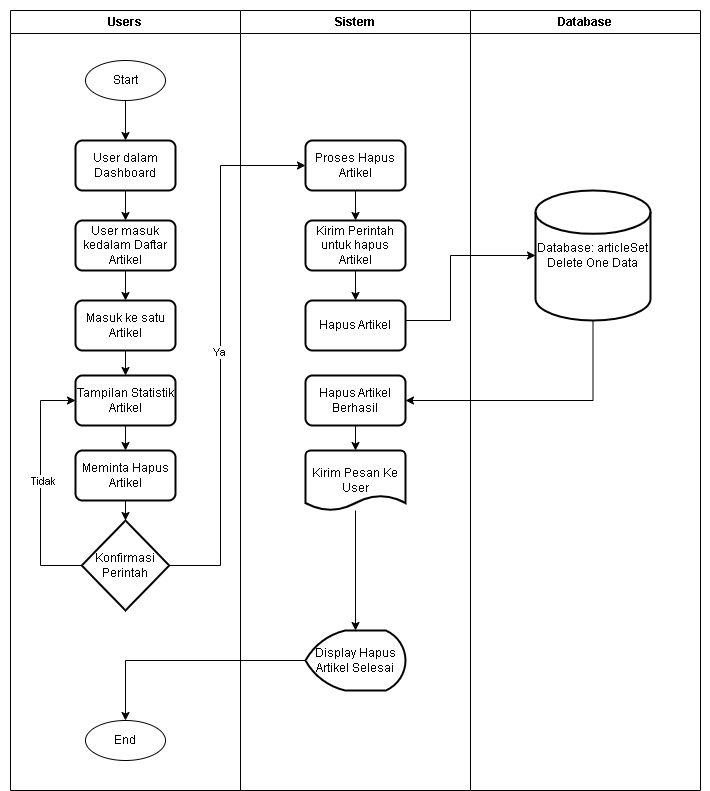 Users
Sistem
Database
Start
User dalam
Dashboard
User masuk
kedalam Daftar
Artikel
Masuk ke satu
Artikel
Tampilan Statistik
Artikel
Meminta Hapus
Artikel
Tidak
Konfirmasi
Perintah
Ya
Proses Hapus
Artikel
Kirim Perintah
untuk hapus
Artikel
Hapus Artikel
Database: articleSet
Delete One Data
Hapus Artikel
Berhasil
Kirim Pesan Ke
User
Display Hapus
Artikel Selesai
End